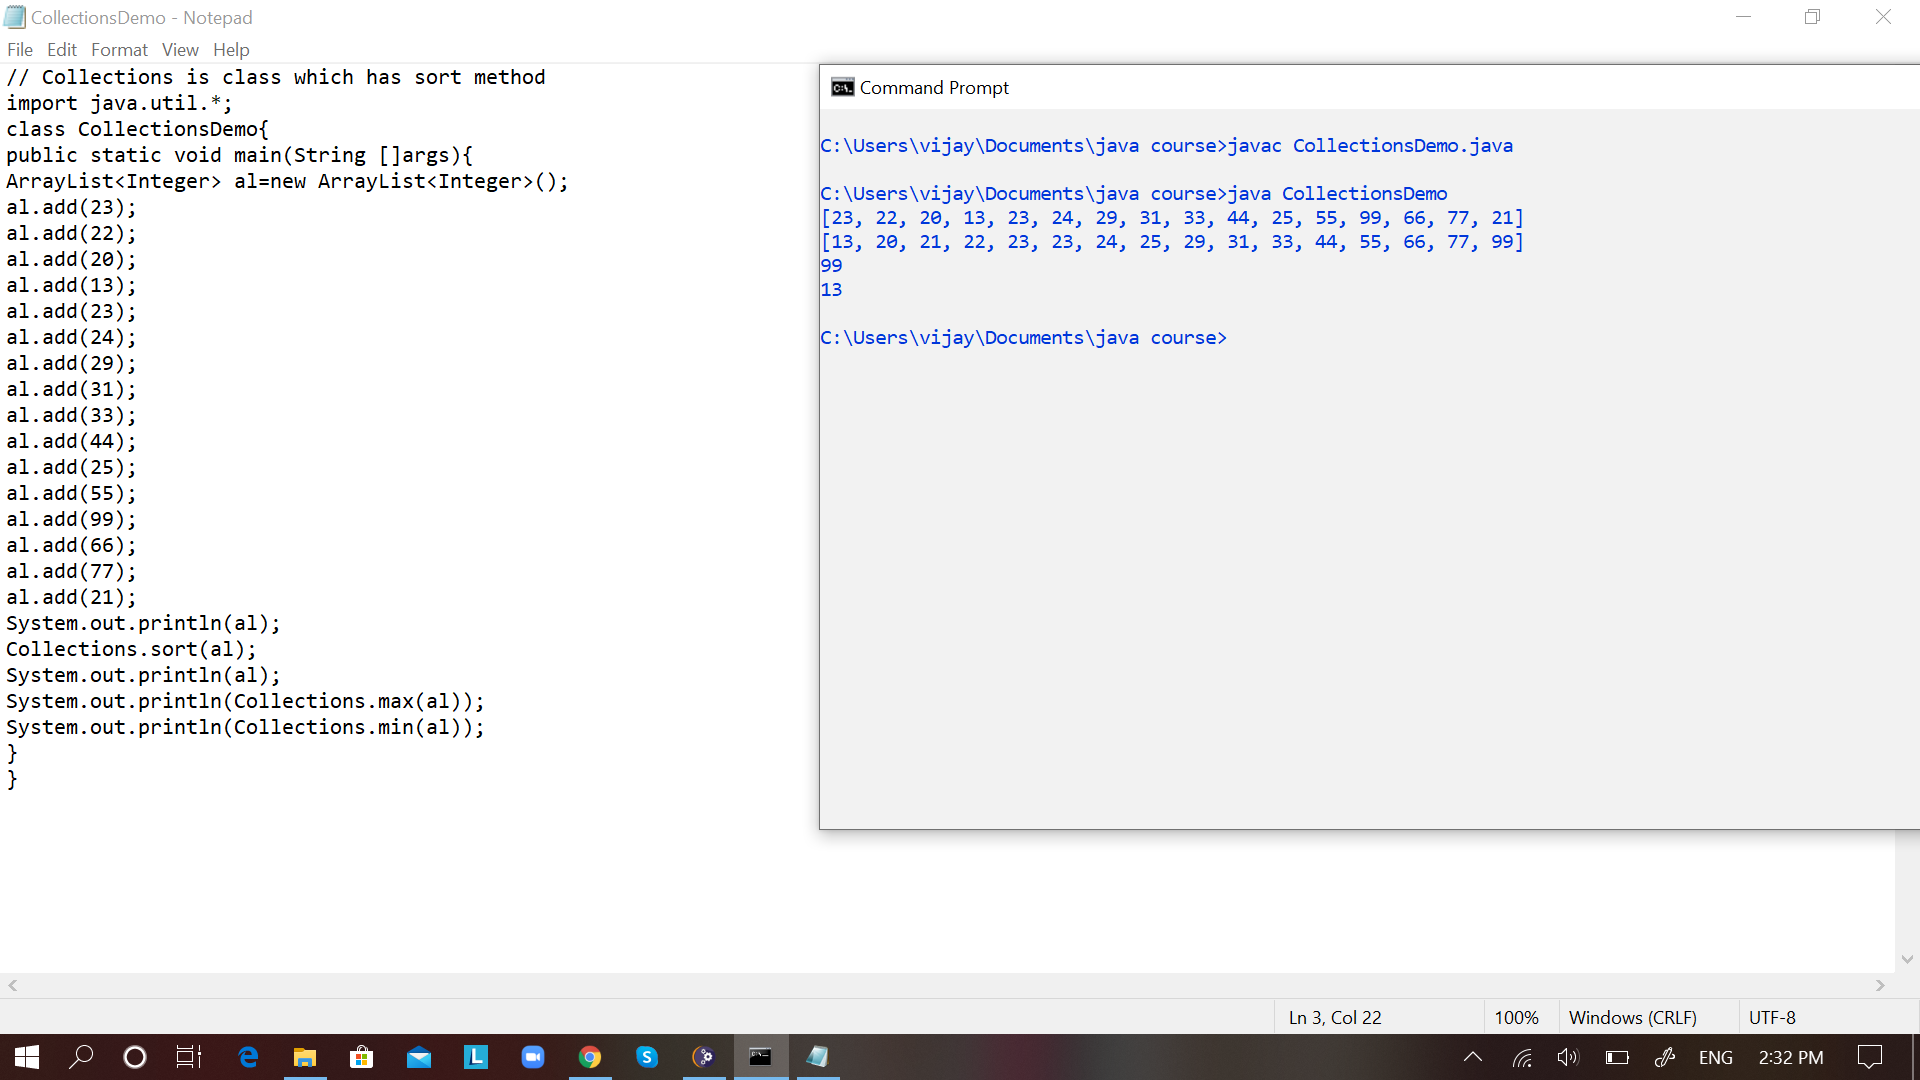 CollectionsDemo - Notepad
File Edit Format View Help
// Collections is class which has sort method
import java.util.*;
class CollectionsDemo{
public static void main(String []args){
ArrayList<Integer> al=new ArrayList<Integer>();
al.add(23);
al.add(22);
al.add(20);
al.add(13);
al.add(23);
al.add(24);
al.add(29);
al.add(31);
al.add(33);
al.add(44);
al.add(25);
al.add(55);
al.add(99);
al.add(66);
al.add(77);
al.add(21);
System.out.println(al);
Collections.sort(al);
System.out.println(al);
System.out.println(Collections.max(al));
System.out.println(Collections.min(al));
}
}
Command Prompt
C:\Users\vijay\Documents\java course>javac CollectionsDemo.java
C:\Users\vijay\Documents\java course>java CollectionsDemo
[23, 22, 20, 13, 23, 24, 29, 31, 33, 44, 25, 55, 99, 66, 77, 21]
[13, 20, 21, 22, 23, 23, 24, 25, 29, 31, 33, 44, 55, 66, 77, 99]
99
13
C:\Users\vijay\Documents\java course>
Ln 3, Col 22 100% Windows (CRLF) UTF-8
ENG 2:32 PM